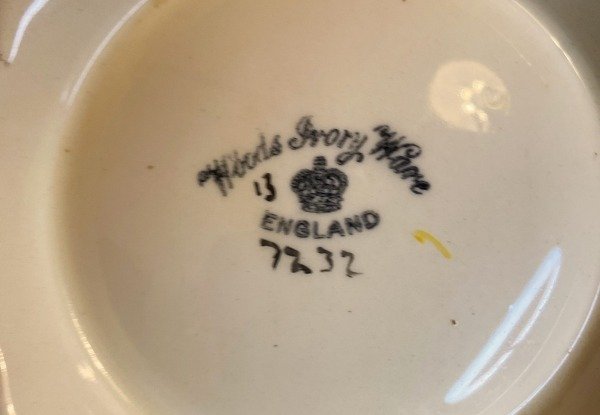 Woods Ivory Ware
13
ENGLAND
7232